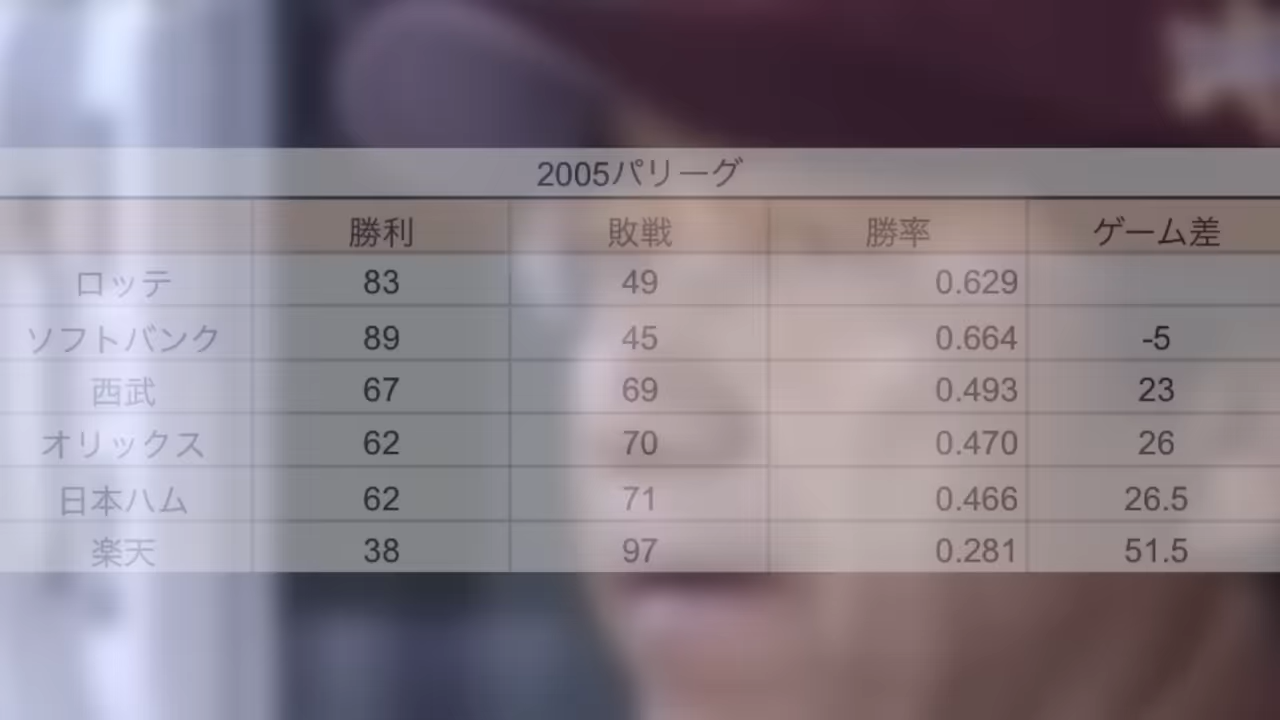 2005パリーグ
勝利 敗戦 勝率 ゲーム差
ロッテ 83 49 0.629
ソフトバンク 89 45 0.664 -5
西武 67 69 0.493 23
オリックス 62 70 0.470 26
日本ハム 62 71 0.466 26.5
楽天 38 97 0.281 51.5